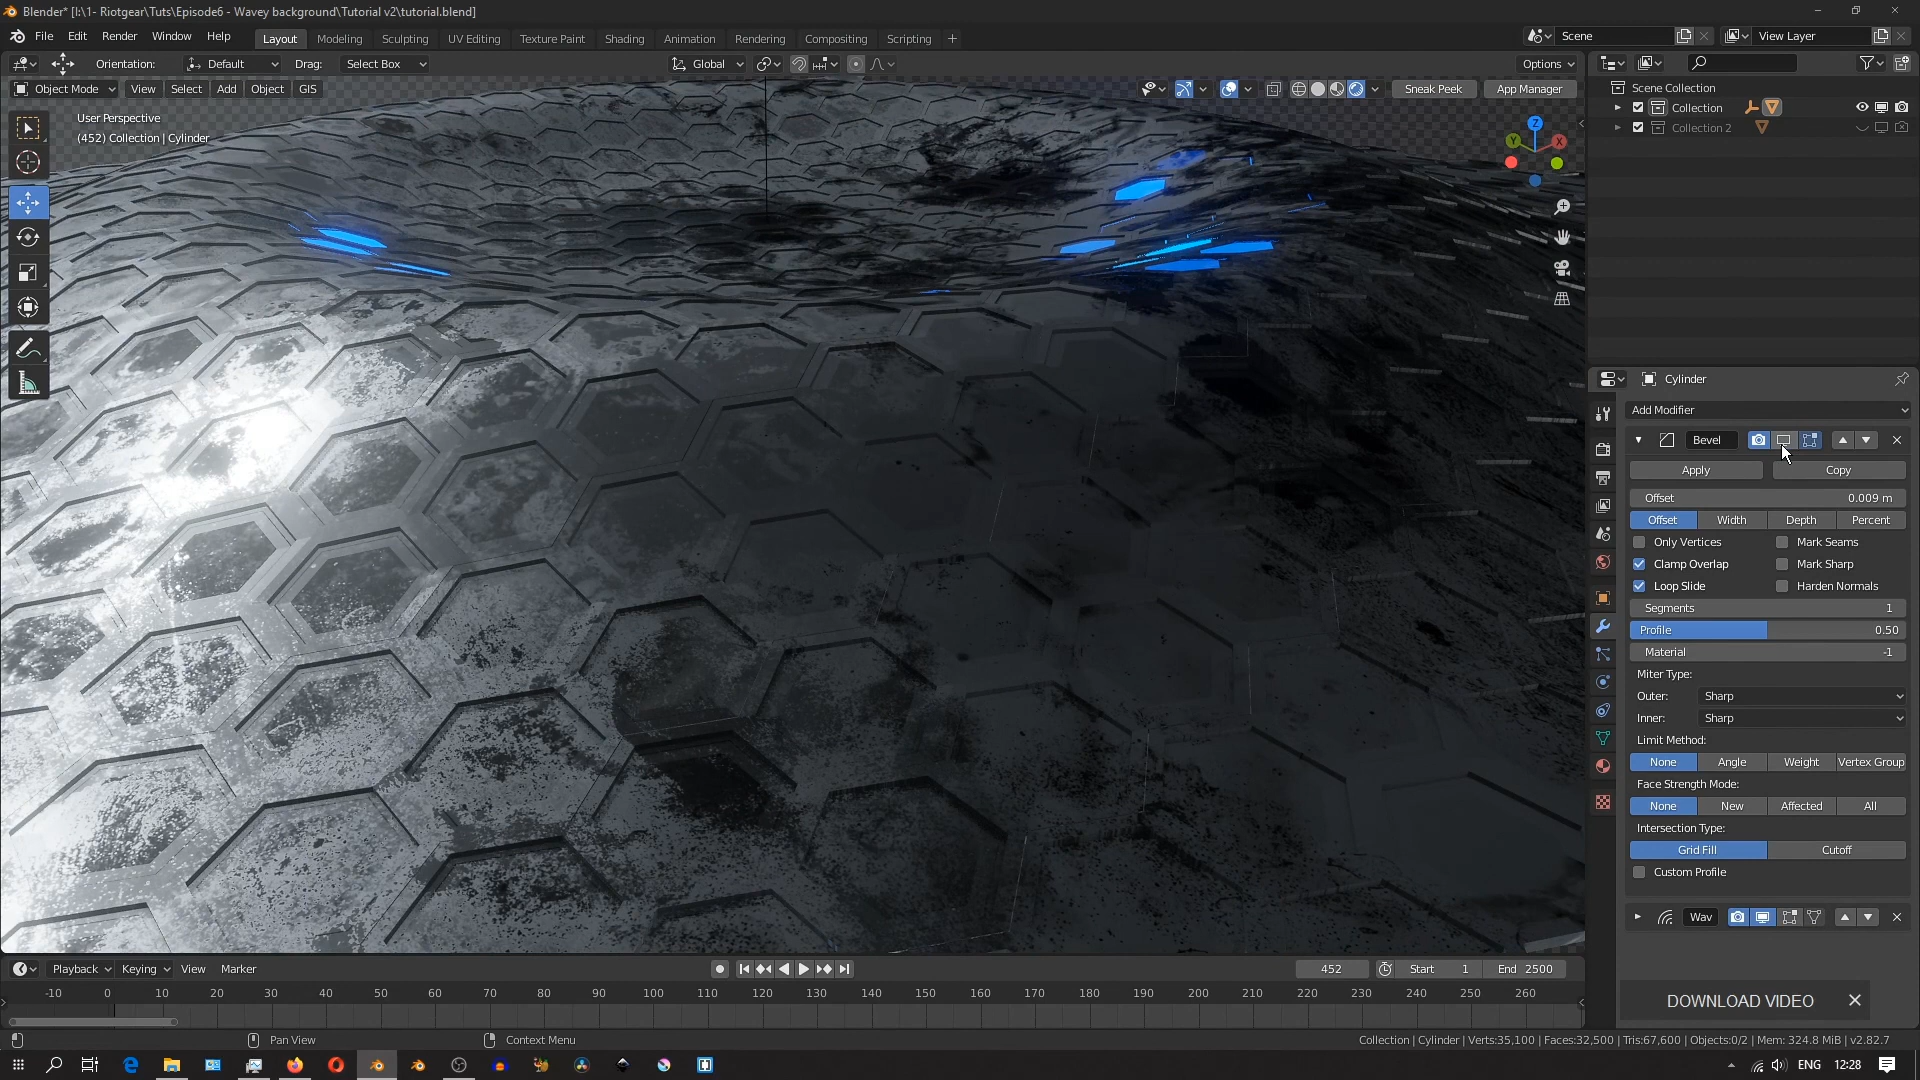 Blender* [I:\1- Riotgear\Tuts\Episode6 - Wavey background\Tutorial v2\tutorial.blend]
File Edit Render Window Help Layout Modeling Sculpting UV Editing Texture Paint Shading Animation Rendering Compositing Scripting + Scene View Layer
Orientation: Default Drag: Select Box Global Options
Object Mode View Select Add Object GIS Sneak Peek App Manager
User Perspective
(452) Collection | Cylinder
Z
Y
X
Scene Collection
Collection
Collection 2
Cylinder
Add Modifier
Bevel
Apply Copy
Offset 0.009 m
Offset Width Depth Percent
Only Vertices Mark Seams
Clamp Overlap Mark Sharp
Loop Slide Harden Normals
Segments 1
Profile 0.50
Material -1
Miter Type:
Outer: Sharp
Inner: Sharp
Limit Method:
None Angle Weight Vertex Group
Face Strength Mode:
None New Affected All
Intersection Type:
Grid Fill Cutoff
Custom Profile
Wav
Playback Keying View Marker 452 Start 1 End 2500
-10 0 10 20 30 40 50 60 70 80 90 100 110 120 130 140 150 160 170 180 190 200 210 220 230 240 250 260
DOWNLOAD VIDEO
Pan View Context Menu Collection | Cylinder | Verts:35,100 | Faces:32,500 | Tris:67,600 | Objects:0/2 | Mem: 324.8 MiB | v2.82.7
ENG 12:28